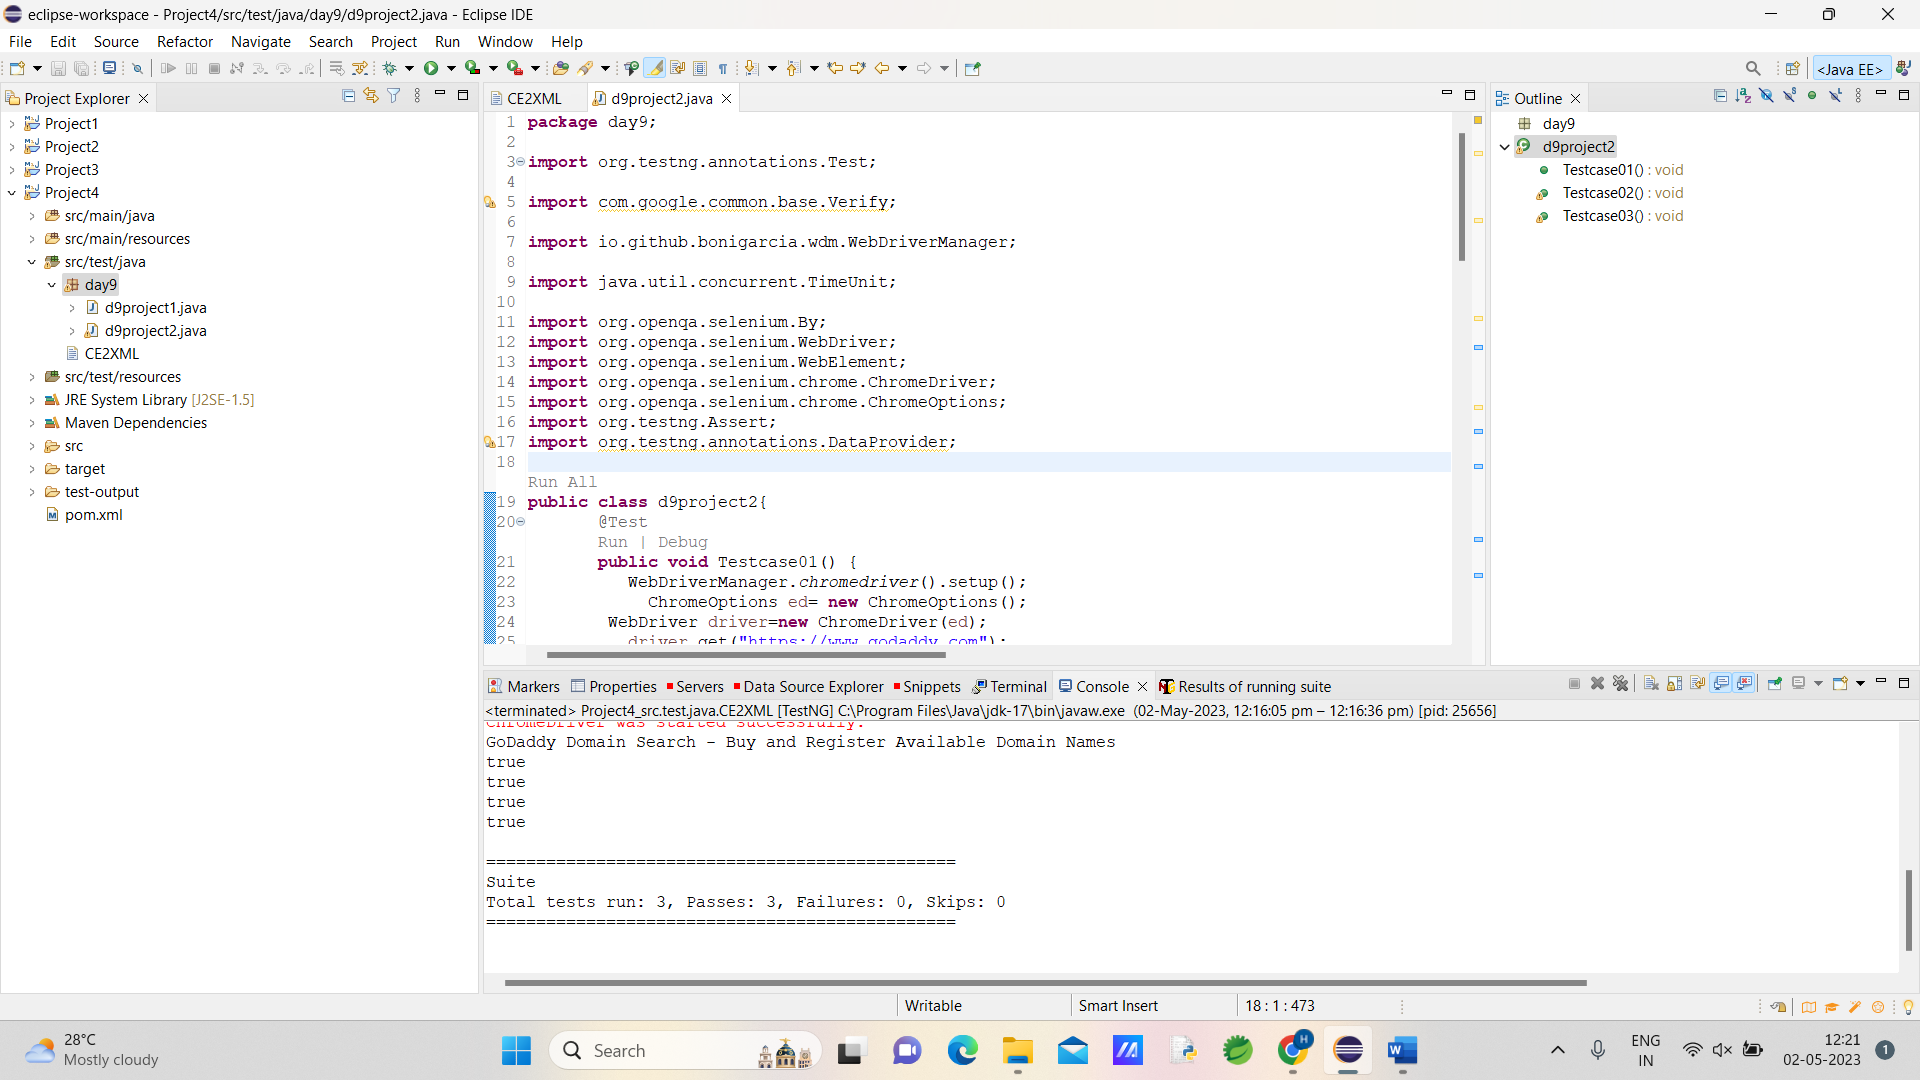 eclipse-workspace - Project4/src/test/java/day9/d9project2.java - Eclipse IDE
File Edit Source Refactor Navigate Search Project Run Window Help
<Java EE>
Project Explorer
Project1
Project2
Project3
Project4
src/main/java
src/main/resources
src/test/java
day9
d9project1.java
d9project2.java
CE2XML
src/test/resources
JRE System Library [J2SE-1.5]
Maven Dependencies
src
target
test-output
pom.xml
CE2XML d9project2.java
1 package day9;
2
3 import org.testng.annotations.Test;
4
5 import com.google.common.base.Verify;
6
7 import io.github.bonigarcia.wdm.WebDriverManager;
8
9 import java.util.concurrent.TimeUnit;
10
11 import org.openqa.selenium.By;
12 import org.openqa.selenium.WebDriver;
13 import org.openqa.selenium.WebElement;
14 import org.openqa.selenium.chrome.ChromeDriver;
15 import org.openqa.selenium.chrome.ChromeOptions;
16 import org.testng.Assert;
17 import org.testng.annotations.DataProvider;
18
Run All
19 public class d9project2{
20 @Test
Run | Debug
21 public void Testcase01() {
22 WebDriverManager.chromedriver().setup();
23 ChromeOptions ed= new ChromeOptions();
24 WebDriver driver=new ChromeDriver(ed);
25 driver.get("https://www.godaddy.com");
Outline
day9
d9project2
Testcase01() : void
Testcase02() : void
Testcase03() : void
Markers Properties Servers Data Source Explorer Snippets Terminal Console Results of running suite
<terminated> Project4_src.test.java.CE2XML [TestNG] C:\Program Files\Java\jdk-17\bin\javaw.exe (02-May-2023, 12:16:05 pm – 12:16:36 pm) [pid: 25656]
ChromeDriver was started successfully.
GoDaddy Domain Search - Buy and Register Available Domain Names
true
true
true
true
===============================================
Suite
Total tests run: 3, Passes: 3, Failures: 0, Skips: 0
===============================================
Writable Smart Insert 18 : 1 : 473
28°C
Mostly cloudy
Search
H
ENG
IN
12:21
02-05-2023
1